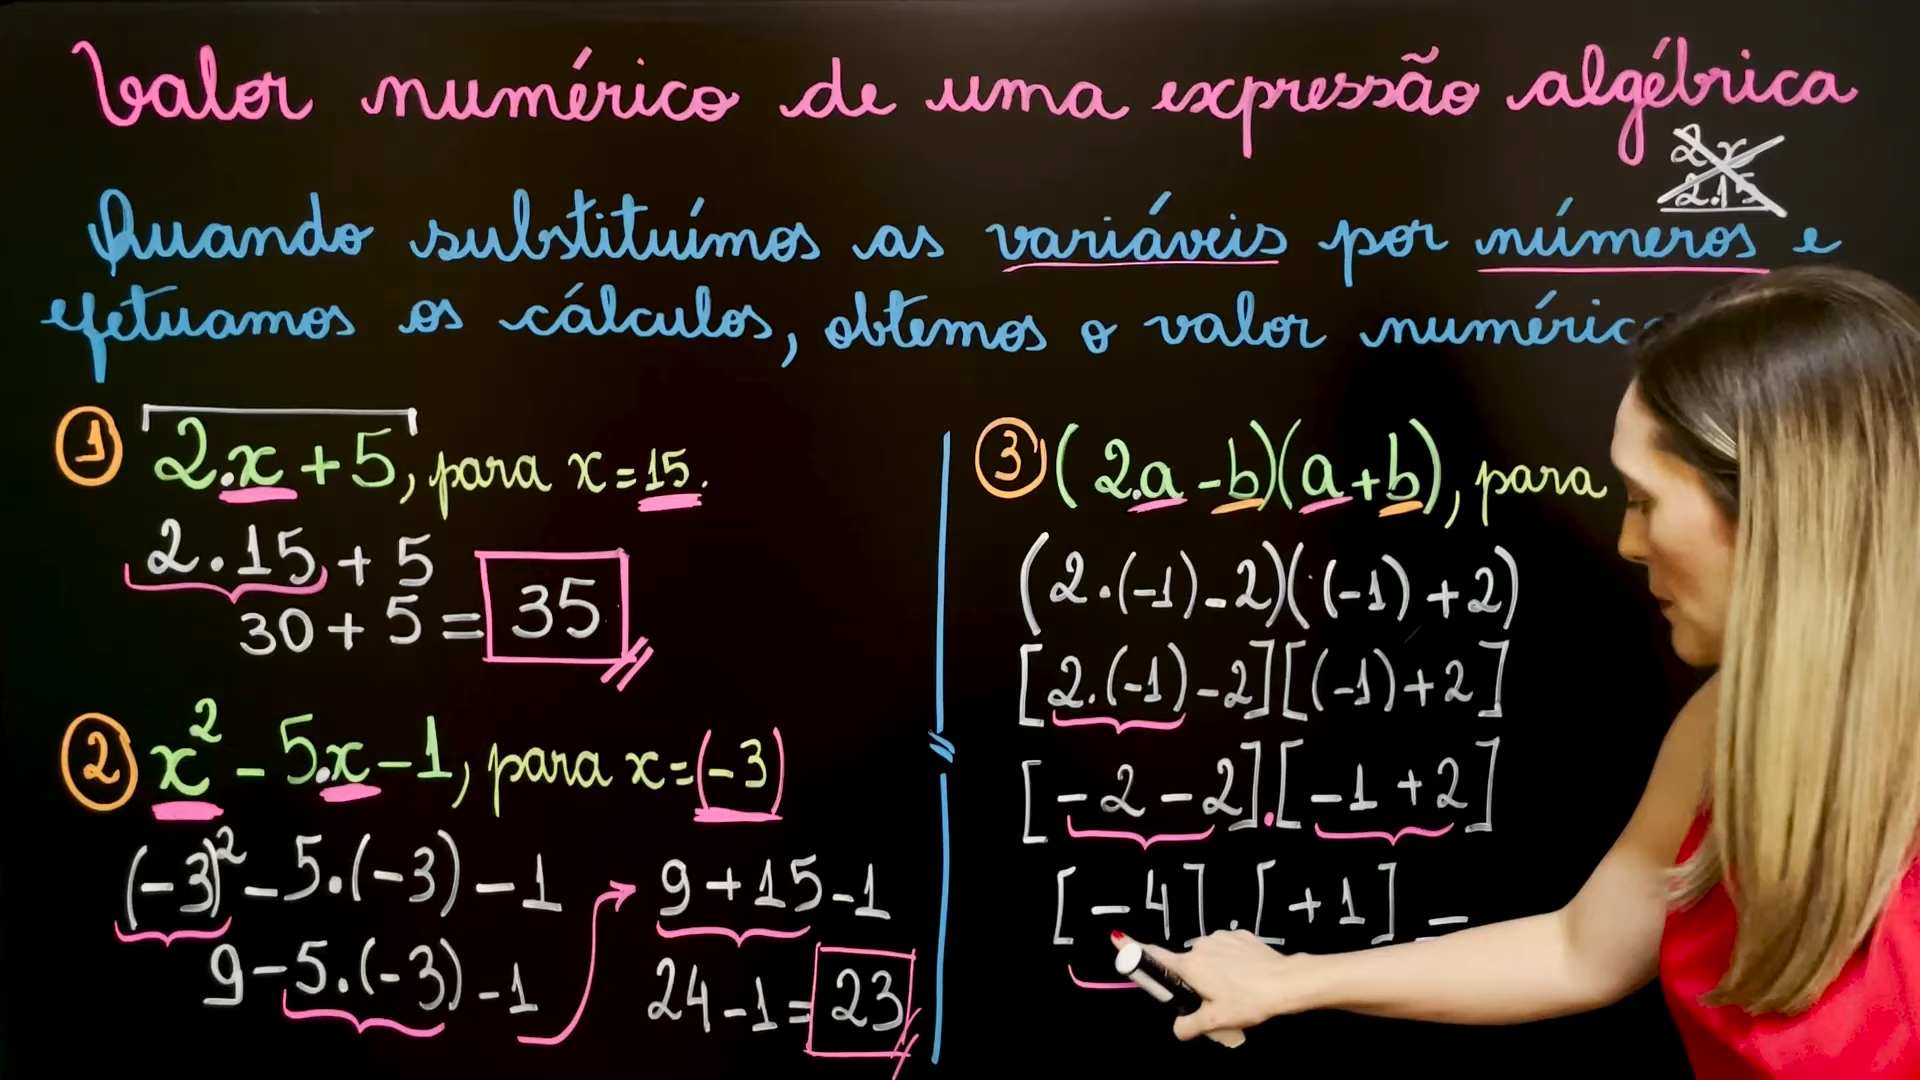 Valor numérico de uma expressão algébrica
2.x
2.15
Quando substituímos as variáveis por números e
efetuamos os cálculos, obtemos o valor
1 2.x + 5, para x = 15.
2.15 + 5
30 + 5 = 35
2 x² - 5.x - 1, para x = (-3)
(-3)² - 5.(-3) - 1
9 - 5.(-3) - 1
9 + 15 - 1
24 - 1 = 23
3 (2.a - b)(a + b), para
(2.(-1) - 2)((-1) + 2)
[2.(-1) - 2][(-1) + 2]
[-2 - 2].[-1 + 2]
[-4].[+1]